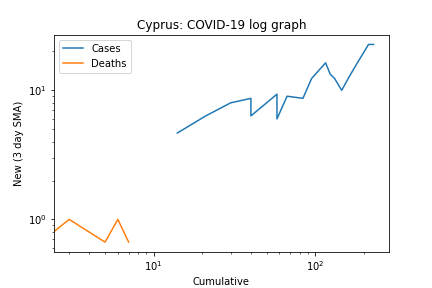 Cyprus: COVID-19 log graph
Cases
Deaths
New (3 day SMA)
10¹
10⁰
10¹
10²
Cumulative